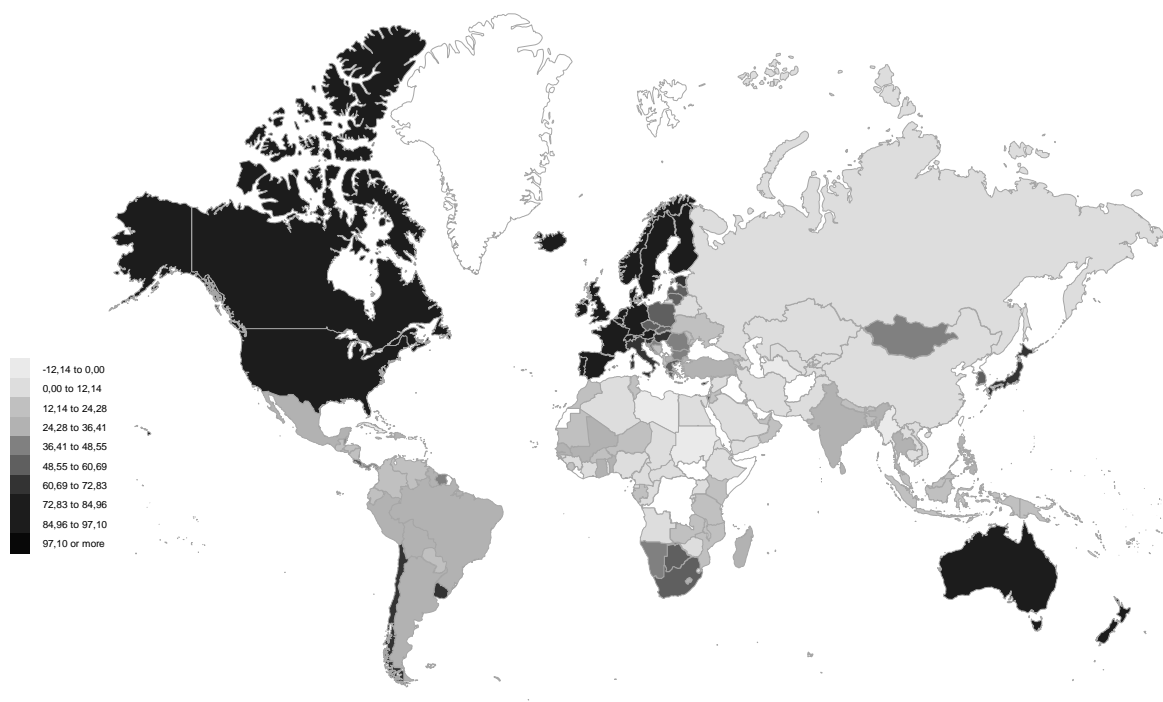 -12,14 to 0,00
0,00 to 12,14
12,14 to 24,28
24,28 to 36,41
36,41 to 48,55
48,55 to 60,69
60,69 to 72,83
72,83 to 84,96
84,96 to 97,10
97,10 or more